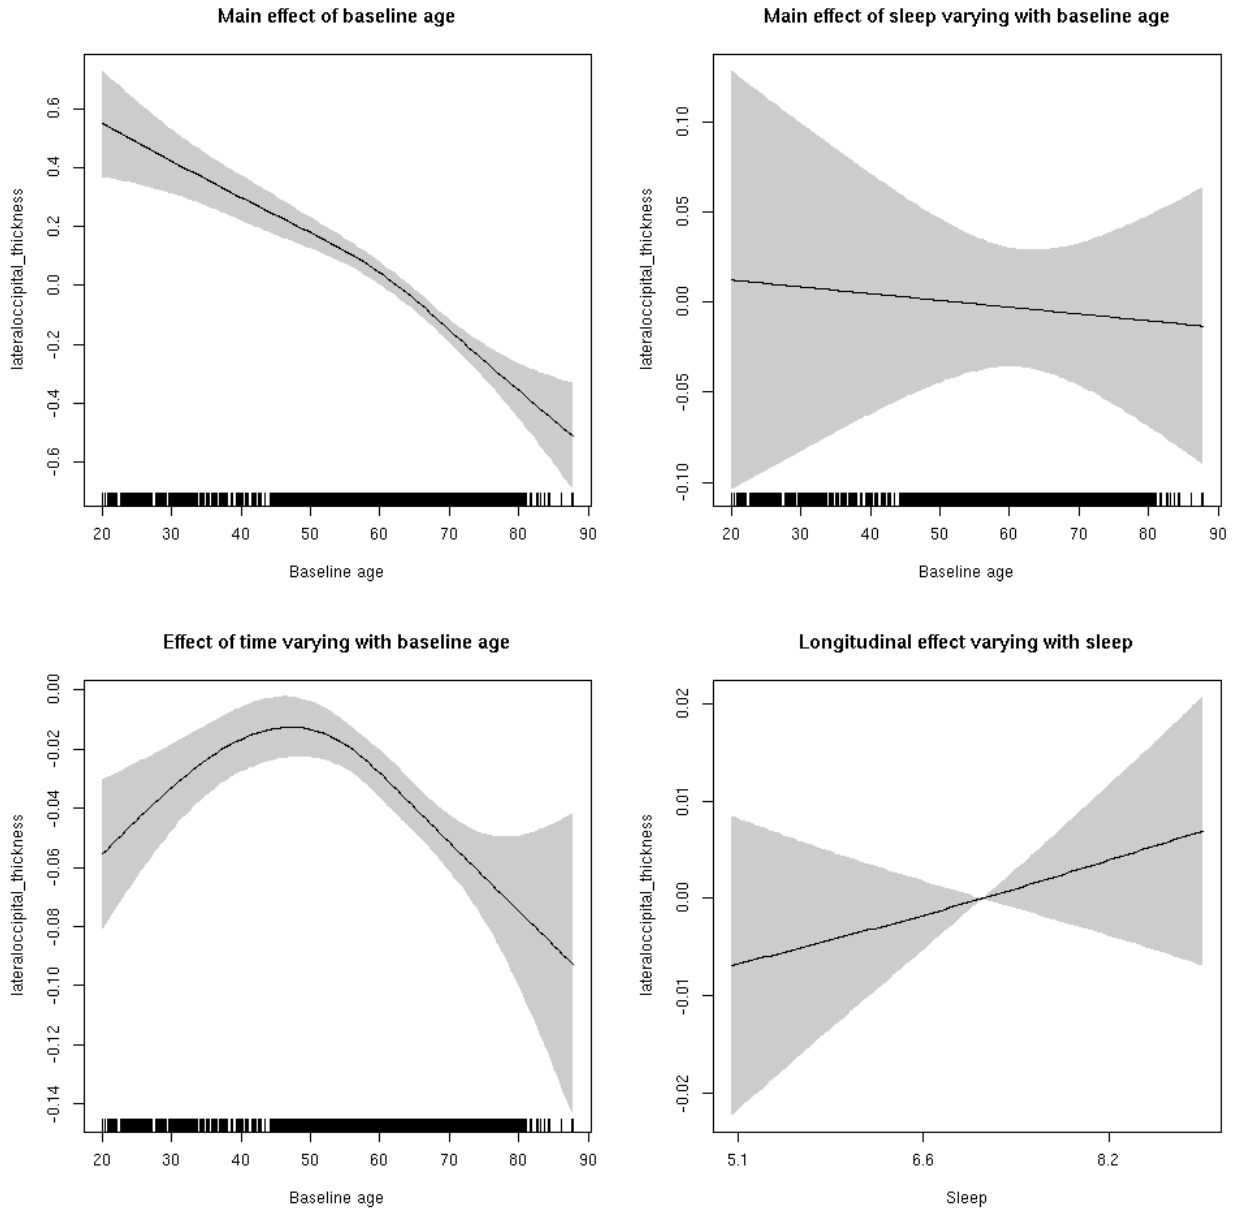 Main effect of baseline age
lateraloccipital_thickness
0.6
0.4
0.2
0.0
-0.2
-0.4
-0.6
20 30 40 50 60 70 80 90
Baseline age
Main effect of sleep varying with baseline age
lateraloccipital_thickness
0.10
0.05
0.00
-0.05
-0.10
20 30 40 50 60 70 80 90
Baseline age
Effect of time varying with baseline age
lateraloccipital_thickness
0.00
-0.02
-0.04
-0.06
-0.08
-0.10
-0.12
-0.14
20 30 40 50 60 70 80 90
Baseline age
Longitudinal effect varying with sleep
lateraloccipital_thickness
0.02
0.01
0.00
-0.01
-0.02
5.1 6.6 8.2
Sleep